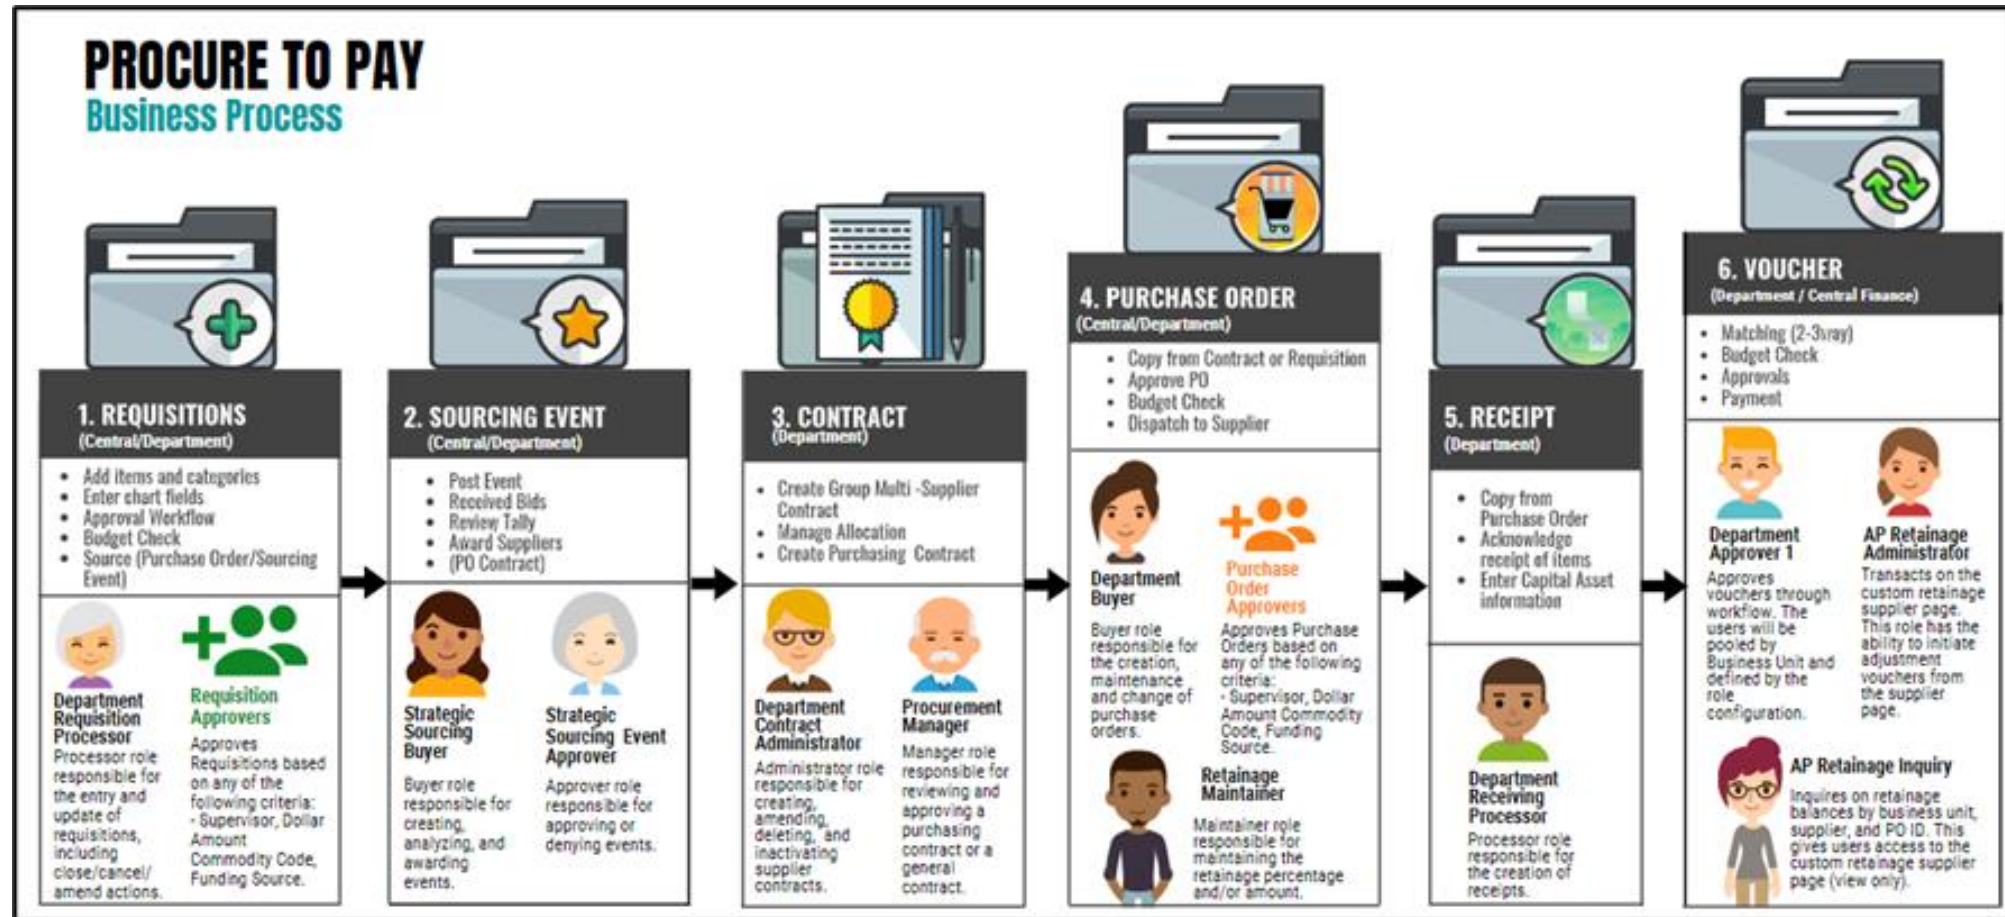 PROCURE TO PAY
Business Process
1. REQUISITIONS
(Central/Department)
• Add items and categories
• Enter chart fields
• Approval Workflow
• Budget Check
• Source (Purchase Order/Sourcing
Event)
Department
Requisition
Processor
Processor role
responsible for
the entry and
update of
requisitions,
including
close/cancel/
amend actions.
Requisition
Approvers
Approves
Requisitions based
on any of the
following criteria:
- Supervisor, Dollar
Amount
Commodity Code,
Funding Source.
2. SOURCING EVENT
(Central/Department)
• Post Event
• Received Bids
• Review Tally
• Award Suppliers
• (PO Contract)
Strategic
Sourcing
Buyer
Buyer role
responsible for
creating,
analyzing, and
awarding
events.
Strategic
Sourcing Event
Approver
Approver role
responsible for
approving or
denying events.
3. CONTRACT
(Department)
• Create Group Multi -Supplier
Contract
• Manage Allocation
• Create Purchasing Contract
Department
Contract
Administrator
Administrator role
responsible for
creating,
amending,
deleting, and
inactivating
supplier
contracts.
Procurement
Manager
Manager role
responsible for
reviewing and
approving a
purchasing
contract or a
general
contract.
4. PURCHASE ORDER
(Central/Department)
• Copy from Contract or Requisition
• Approve PO
• Budget Check
• Dispatch to Supplier
Department
Buyer
Buyer role
responsible for
the creation,
maintenance
and change of
purchase
orders.
Purchase
Order
Approvers
Approves Purchase
Orders based on
any of the following
criteria:
- Supervisor, Dollar
Amount Commodity
Code, Funding
Source.
Retainage
Maintainer
Maintainer role
responsible for
maintaining the
retainage percentage
and/or amount.
5. RECEIPT
(Department)
• Copy from
Purchase Order
• Acknowledge
receipt of items
• Enter Capital Asset
information
Department
Receiving
Processor
Processor role
responsible for
the creation of
receipts.
6. VOUCHER
(Department / Central Finance)
• Matching (2-3way)
• Budget Check
• Approvals
• Payment
Department
Approver 1
Approves
vouchers through
workflow. The
users will be
pooled by
Business Unit and
defined by the
role
configuration.
AP Retainage
Administrator
Transacts on the
custom retainage
supplier page.
This role has the
ability to initiate
adjustment
vouchers from
the supplier
page.
AP Retainage Inquiry
Inquires on retainage
balances by business unit,
supplier, and PO ID. This
gives users access to the
custom retainage supplier
page (view only).